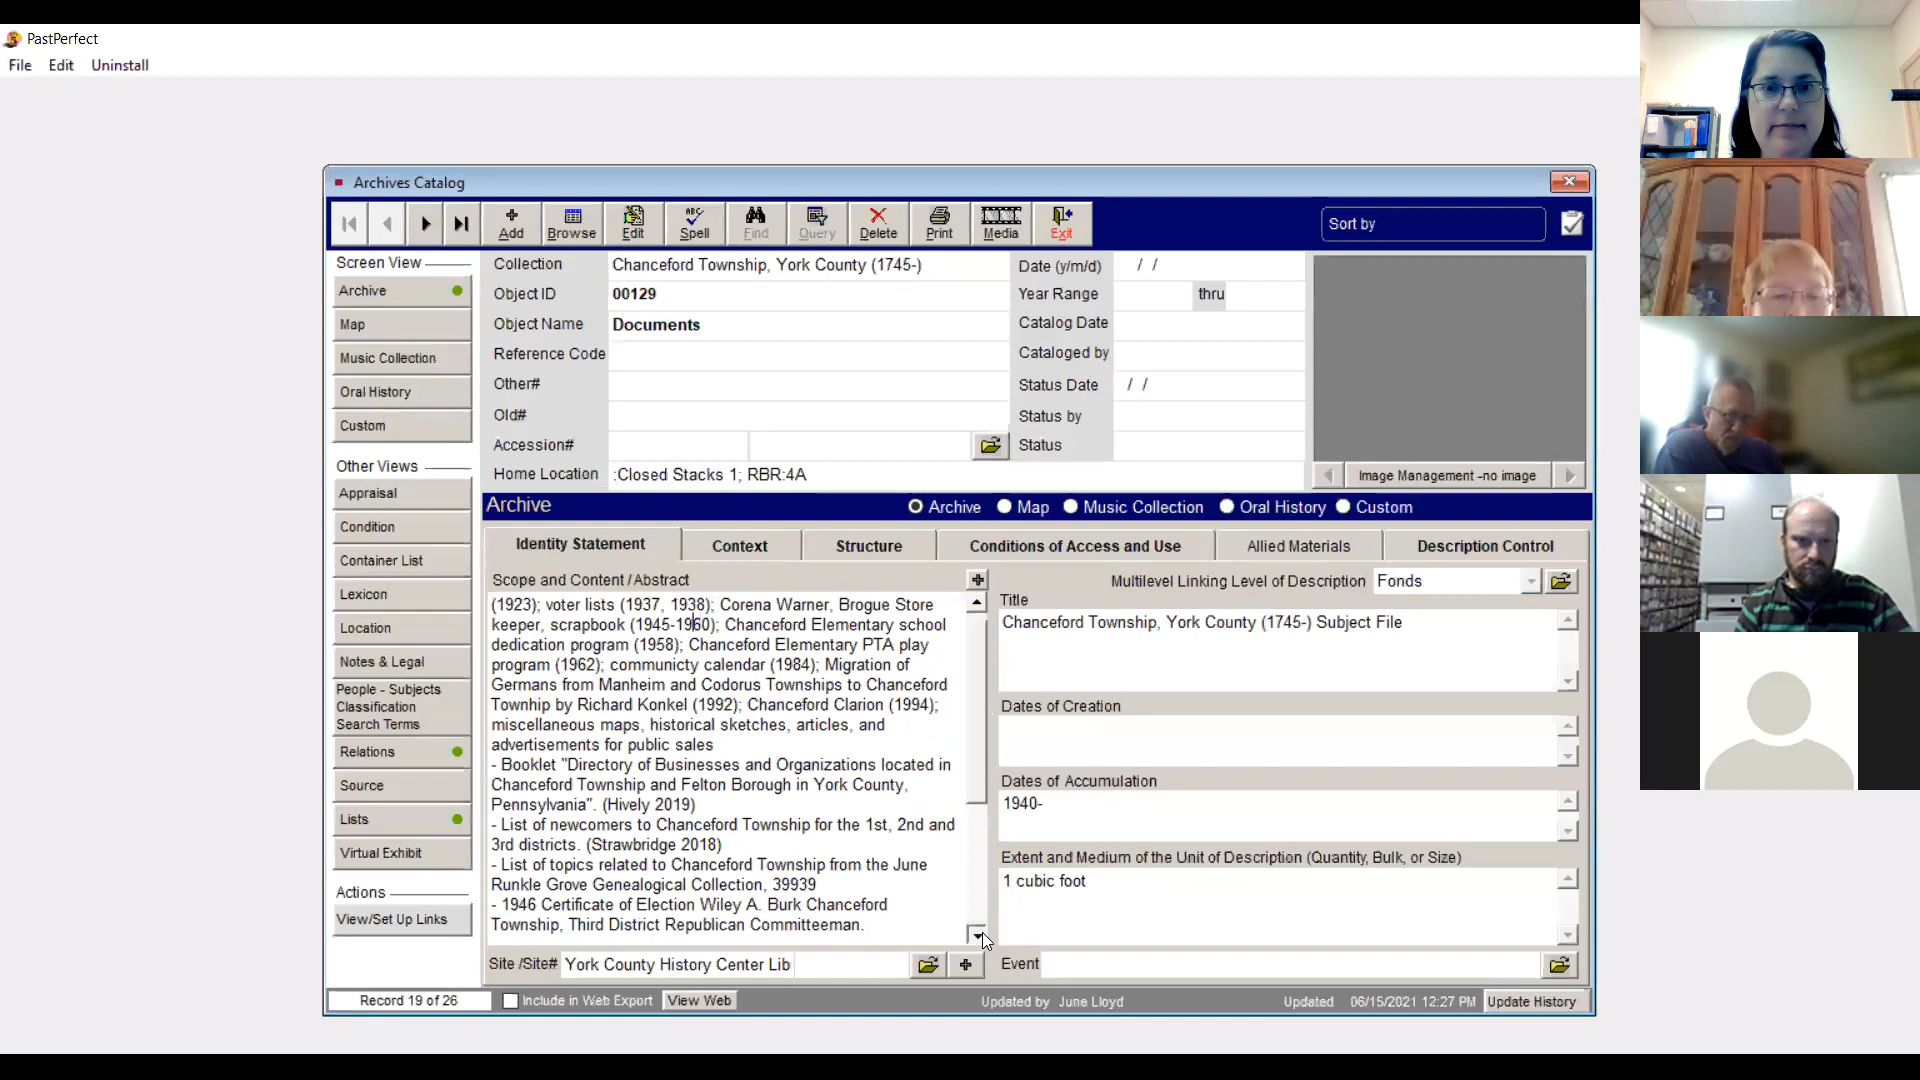 PastPerfect
File Edit Uninstall
Archives Catalog
Add Browse Edit Spell Find Query Delete Print Media Exit
Sort by
Screen View
Archive
Map
Music Collection
Oral History
Custom
Other Views
Appraisal
Condition
Container List
Lexicon
Location
Notes & Legal
People - Subjects
Classification
Search Terms
Relations
Source
Lists
Virtual Exhibit
Actions
View/Set Up Links
Collection Chanceford Township, York County (1745-)
Object ID 00129
Object Name Documents
Reference Code
Other#
Old#
Accession#
Home Location :Closed Stacks 1; RBR:4A
Date (y/m/d) / /
Year Range thru
Catalog Date
Cataloged by
Status Date / /
Status by
Status
Image Management -no image
Archive
Archive Map Music Collection Oral History Custom
Identity Statement Context Structure Conditions of Access and Use Allied Materials Description Control
Scope and Content / Abstract
(1923); voter lists (1937, 1938); Corena Warner, Brogue Store
keeper, scrapbook (1945-1960); Chanceford Elementary school
dedication program (1958); Chanceford Elementary PTA play
program (1962); communicty calendar (1984); Migration of
Germans from Manheim and Codorus Townships to Chanceford
Townhip by Richard Konkel (1992); Chanceford Clarion (1994);
miscellaneous maps, historical sketches, articles, and
advertisements for public sales
- Booklet "Directory of Businesses and Organizations located in
Chanceford Township and Felton Borough in York County,
Pennsylvania". (Hively 2019)
- List of newcomers to Chanceford Township for the 1st, 2nd and
3rd districts. (Strawbridge 2018)
- List of topics related to Chanceford Township from the June
Runkle Grove Genealogical Collection, 39939
- 1946 Certificate of Election Wiley A. Burk Chanceford
Township, Third District Republican Committeeman.
Site /Site# York County History Center Lib
Multilevel Linking Level of Description Fonds
Title
Chanceford Township, York County (1745-) Subject File
Dates of Creation
Dates of Accumulation
1940-
Extent and Medium of the Unit of Description (Quantity, Bulk, or Size)
1 cubic foot
Event
Record 19 of 26 Include in Web Export View Web Updated by June Lloyd Updated 06/15/2021 12:27 PM Update History